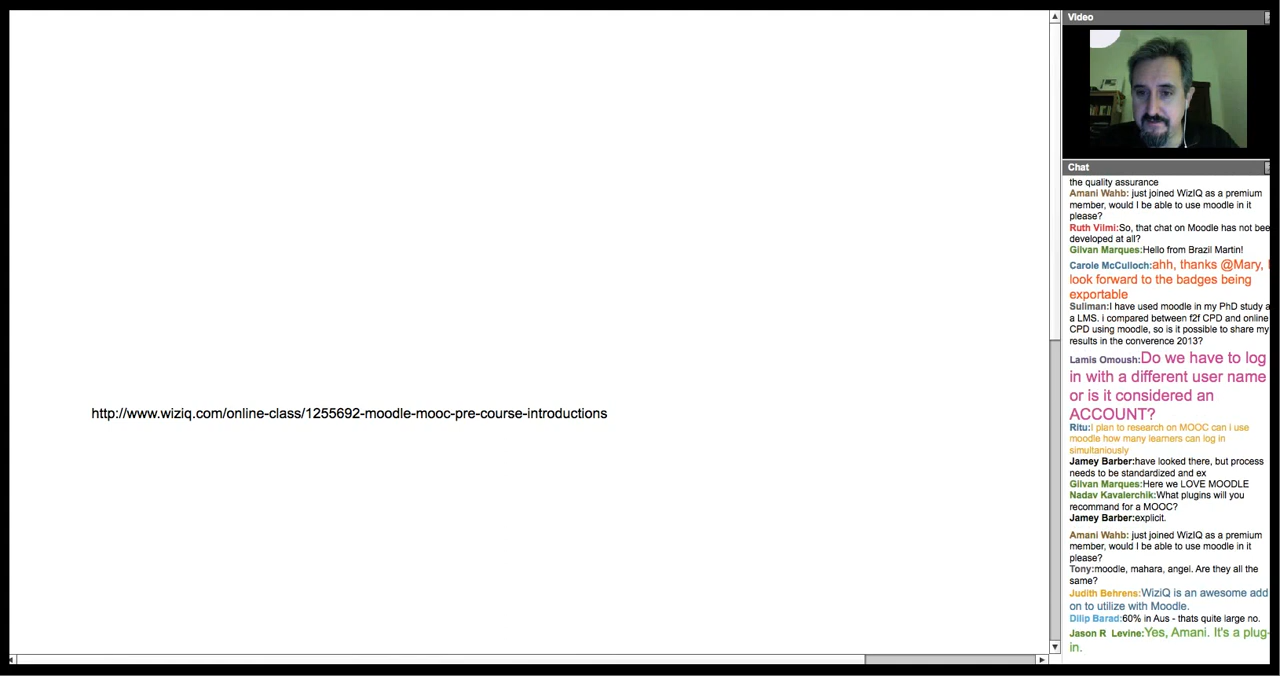 Video
Chat
the quality assurance
Amani Wahb: just joined WizIQ as a premium
member, would I be able to use moodle in it
please?
Ruth Vilmi:So, that chat on Moodle has not bee
developed at all?
Gilvan Marques:Hello from Brazil Martin!
Carole McCulloch:ahh, thanks @Mary, I
look forward to the badges being
exportable
Suliman:I have used moodle in my PhD study a
a LMS. i compared between f2f CPD and online
CPD using moodle, so is it possible to share my
results in the converence 2013?
Lamis Omoush:Do we have to log
in with a different user name
or is it considered an
ACCOUNT?
http://www.wiziq.com/online-class/1255692-moodle-mooc-pre-course-introductions
Ritu:I plan to research on MOOC can i use
moodle how many learners can log in
simultaniously
Jamey Barber:have looked there, but process
needs to be standardized and ex
Gilvan Marques:Here we LOVE MOODLE
Nadav Kavalerchik:What plugins will you
recommand for a MOOC?
Jamey Barber:explicit.
Amani Wahb: just joined WizIQ as a premium
member, would I be able to use moodle in it
please?
Tony:moodle, mahara, angel. Are they all the
same?
Judith Behrens:WiziQ is an awesome add
on to utilize with Moodle.
Dilip Barad:60% in Aus - thats quite large no.
Jason R Levine:Yes, Amani. It's a plug-
in.